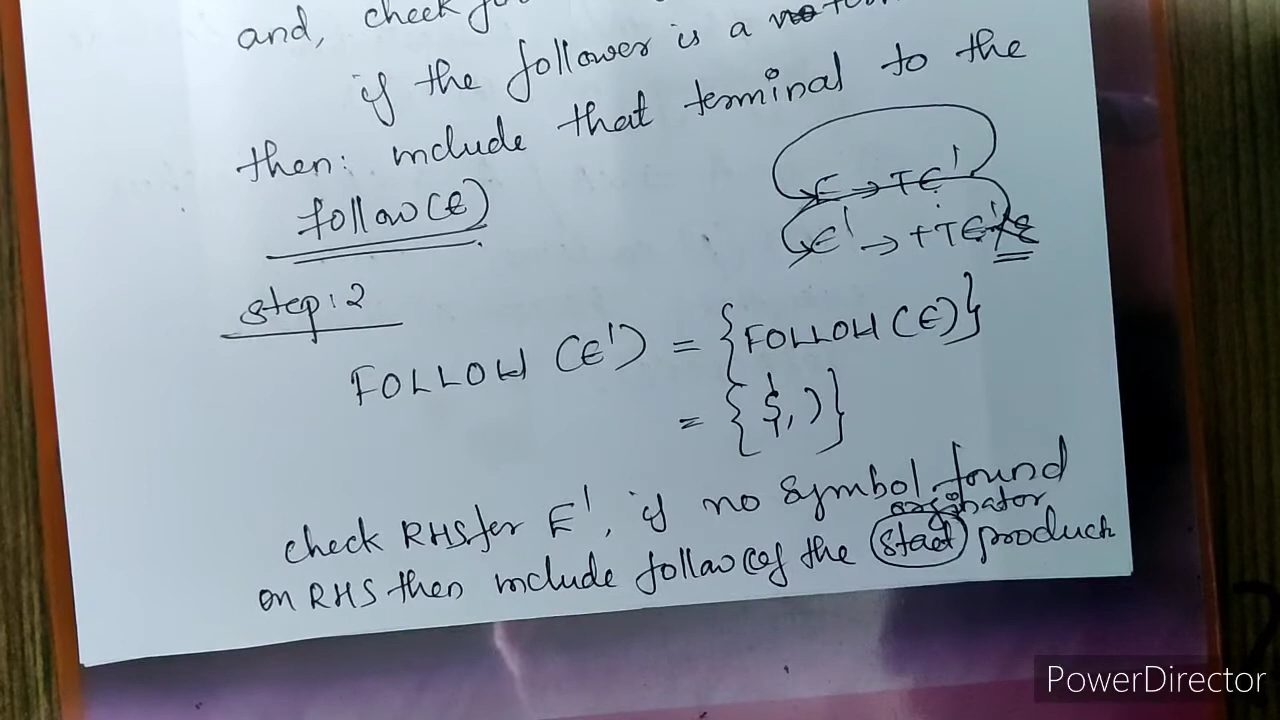 and, check for
if the follower is a
then: include that terminal to the
follow(E)
E → TE'
E' → +TE'/ε
step: 2
FOLLOW (E') = {FOLLOW (E)}
= {$, )}
check RHS for E', if no symbol found
on RHS then include follow (of the start product
PowerDirector